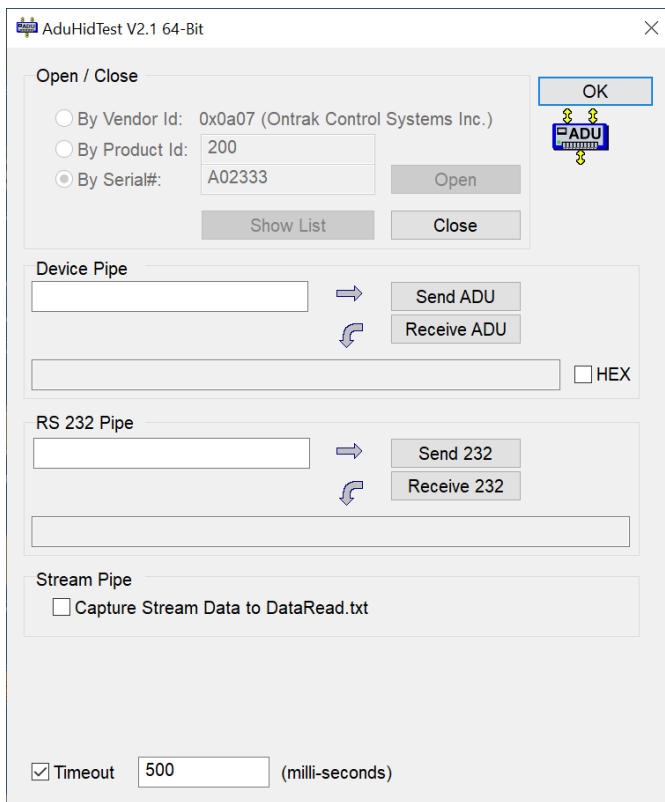 AduHidTest V2.1 64-Bit
Open / Close
OK
By Vendor Id: 0x0a07 (Ontrak Control Systems Inc.)
ADU
By Product Id: 200
By Serial#: A02333 Open
Show List Close
Device Pipe
Send ADU
Receive ADU
HEX
RS 232 Pipe
Send 232
Receive 232
Stream Pipe
Capture Stream Data to DataRead.txt
Timeout 500 (milli-seconds)